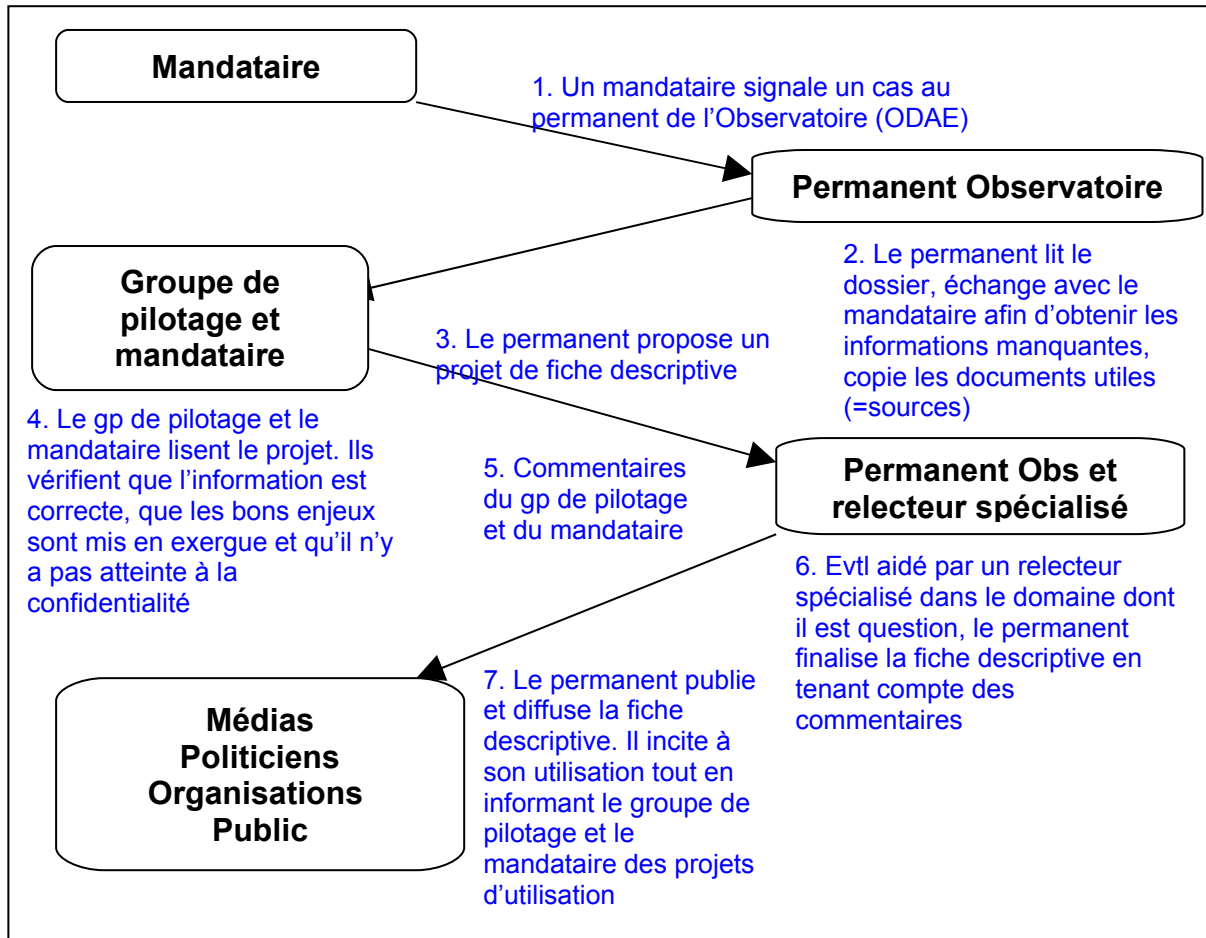 Mandataire
1. Un mandataire signale un cas au
permanent de l’Observatoire (ODAE)
Permanent Observatoire
2. Le permanent lit le
dossier, échange avec le
mandataire afin d’obtenir les
informations manquantes,
copie les documents utiles
(=sources)
Groupe de
pilotage et
mandataire
3. Le permanent propose un
projet de fiche descriptive
4. Le gp de pilotage et le
mandataire lisent le projet. Ils
vérifient que l’information est
correcte, que les bons enjeux
sont mis en exergue et qu’il n’y
a pas atteinte à la
confidentialité
5. Commentaires
du gp de pilotage
et du mandataire
Permanent Obs et
relecteur spécialisé
6. Evtl aidé par un relecteur
spécialisé dans le domaine dont
il est question, le permanent
finalise la fiche descriptive en
tenant compte des
commentaires
7. Le permanent publie
et diffuse la fiche
descriptive. Il incite à
son utilisation tout en
informant le groupe de
pilotage et le
mandataire des projets
d’utilisation
Médias
Politiciens
Organisations
Public